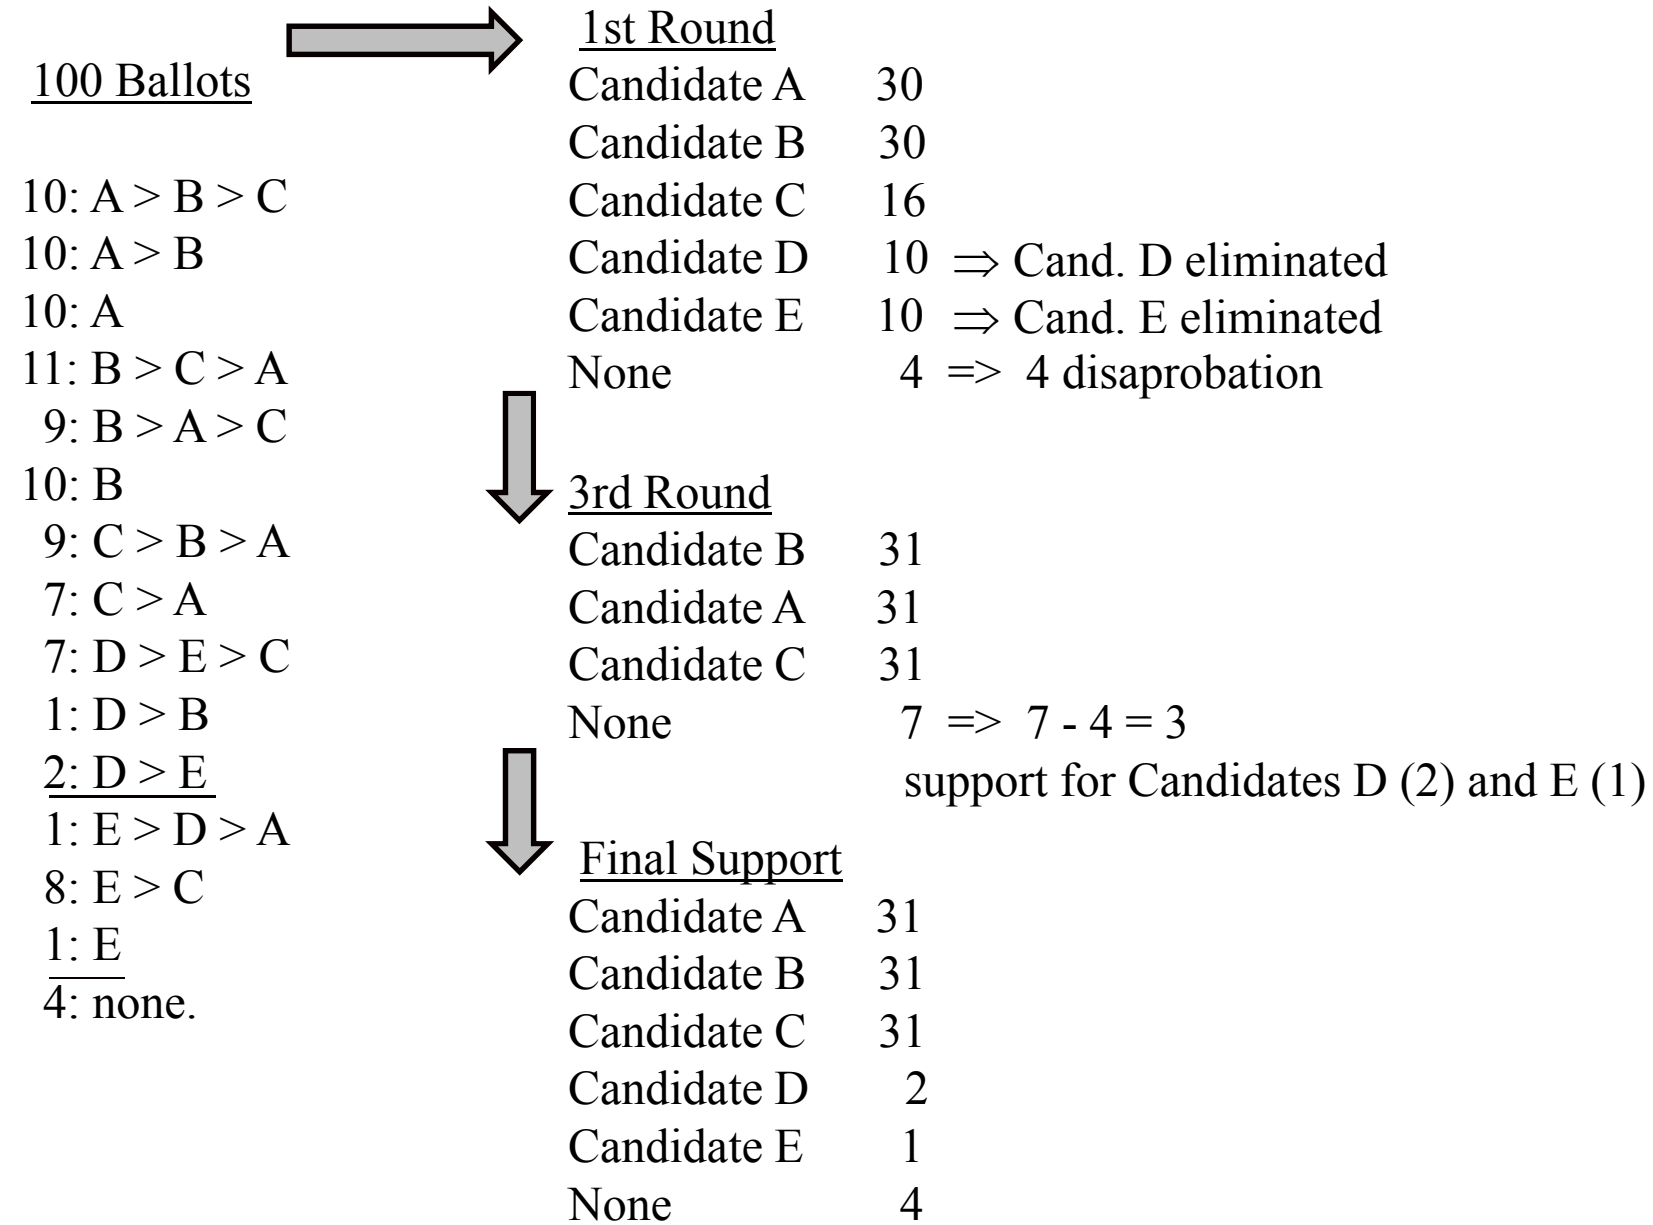 100 Ballots
10: A > B > C
10: A > B
10: A
11: B > C > A
9: B > A > C
10: B
9: C > B > A
7: C > A
7: D > E > C
1: D > B
2: D > E
1: E > D > A
8: E > C
1: E
4: none.
1st Round
Candidate A 30
Candidate B 30
Candidate C 16
Candidate D 10 ⇒ Cand. D eliminated
Candidate E 10 ⇒ Cand. E eliminated
None 4 => 4 disaprobation
3rd Round
Candidate B 31
Candidate A 31
Candidate C 31
None 7 => 7 - 4 = 3
support for Candidates D (2) and E (1)
Final Support
Candidate A 31
Candidate B 31
Candidate C 31
Candidate D 2
Candidate E 1
None 4